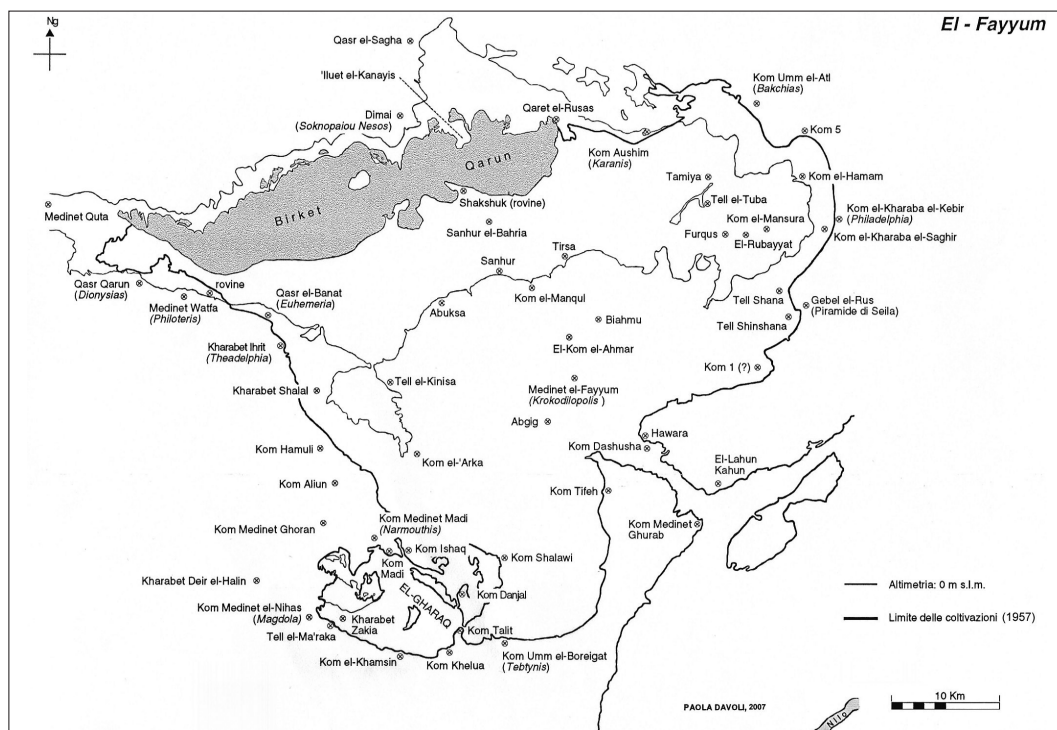 Ng
El - Fayyum
Qasr el-Sagha
'Iluet el-Kanayis
Dimai
(Soknopaiou Nesos)
Qaret el-Rusas
Kom Umm el-Atl
(Bakchias)
Kom 5
Kom Aushim
(Karanis)
Qarun
Birket
Medinet Quta
Shakshuk (rovine)
Sanhur el-Bahria
Tamiya
Tell el-Tuba
Kom el-Hamam
Kom el-Kharaba el-Kebir
(Philadelphia)
Kom el-Mansura
Furqus
El-Rubayyat
Kom el-Kharaba el-Saghir
Tirsa
Sanhur
Qasr Qarun
(Dionysias)
rovine
Medinet Watfa
(Philoteris)
Qasr el-Banat
(Euhemeria)
Kom el-Manqul
Abuksa
Tell Shana
Gebel el-Rus
(Piramide di Seila)
Biahmu
Tell Shinshana
El-Kom el-Ahmar
Kharabet Ihrit
(Theadelphia)
Kom 1 (?)
Kharabet Shalal
Tell el-Kinisa
Medinet el-Fayyum
(Krokodilopolis )
Abgig
Hawara
Kom Dashusha
Kom Hamuli
Kom el-'Arka
El-Lahun
Kahun
Kom Aliun
Kom Tifeh
Kom Medinet Ghoran
Kom Medinet Madi
(Narmouthis)
Kom Medinet
Ghurab
Kom Ishaq
Kom
Madi
Kom Shalawi
Kharabet Deir el-Halin
EL-GHARAQ
Kom Danjal
Altimetria: 0 m s.l.m.
Kom Medinet el-Nihas
(Magdola)
Kharabet
Zakia
Tell el-Ma'raka
Kom Talit
Limite delle coltivazioni (1957)
Kom el-Khamsin
Kom Khelua
Kom Umm el-Boreigat
(Tebtynis)
10 Km
PAOLA DAVOLI, 2007
Nilo